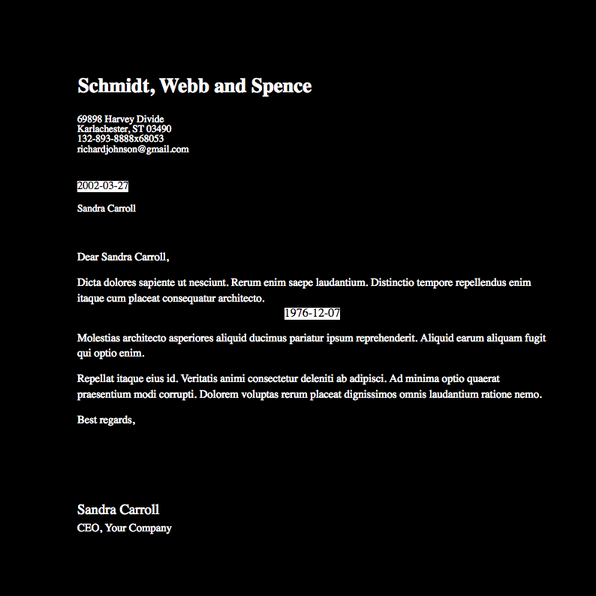 Schmidt, Webb and Spence
69898 Harvey Divide
Karlachester, ST 03490
132-893-8888x68053
richardjohnson@gmail.com
2002-03-27
Sandra Carroll
Dear Sandra Carroll,
Dicta dolores sapiente ut nesciunt. Rerum enim saepe laudantium. Distinctio tempore repellendus enim
itaque cum placeat consequatur architecto.
1976-12-07
Molestias architecto asperiores aliquid ducimus pariatur ipsum reprehenderit. Aliquid earum aliquam fugit
qui optio enim.
Repellat itaque eius id. Veritatis animi consectetur deleniti ab adipisci. Ad minima optio quaerat
praesentium modi corrupti. Dolorem voluptas rerum placeat dignissimos omnis laudantium ratione nemo.
Best regards,
Sandra Carroll
CEO, Your Company